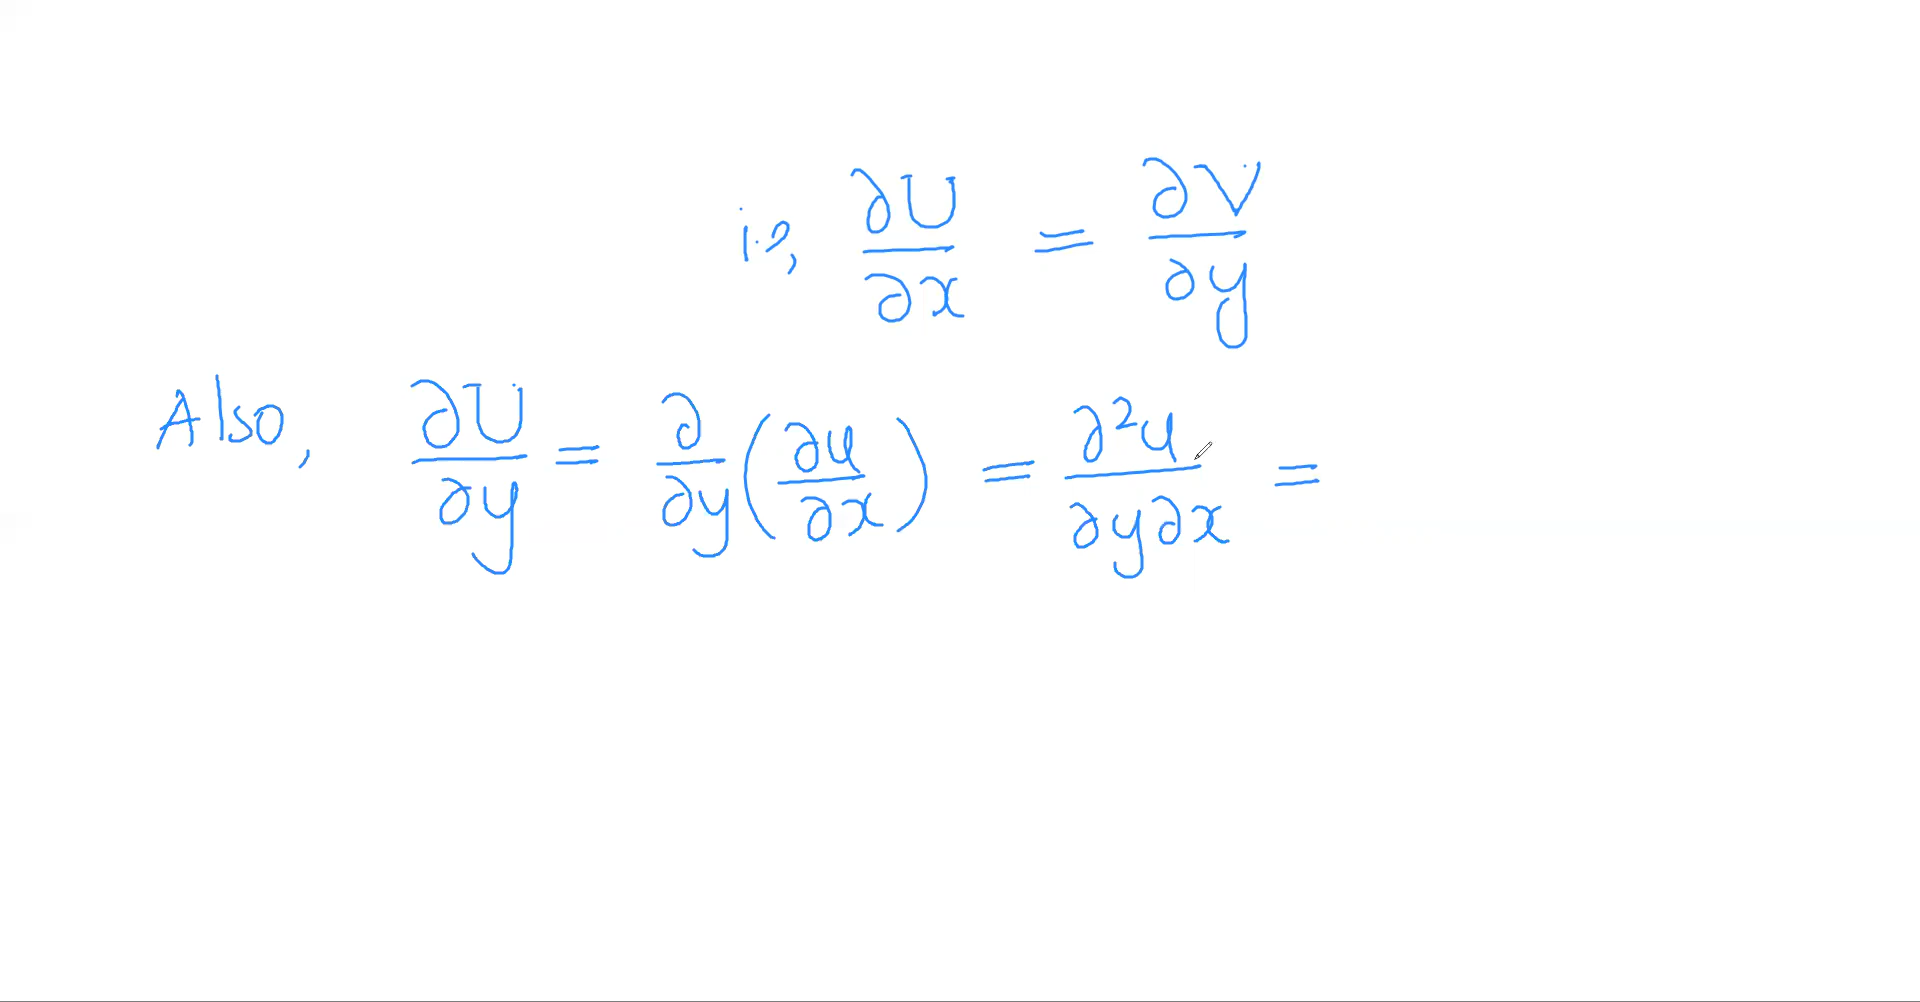 i.e, ∂U/∂x = ∂V/∂y
Also, ∂U/∂y = ∂/∂y (∂u/∂x) = ∂²u/∂y∂x =